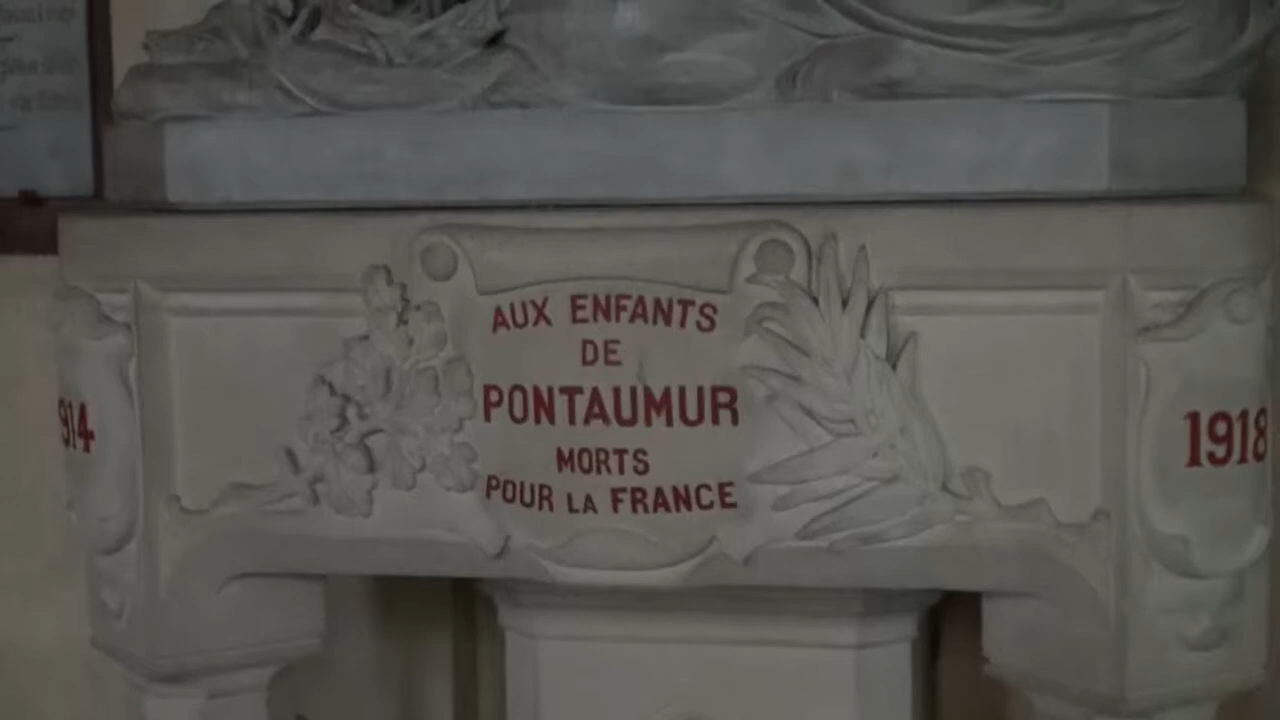 AUX ENFANTS
DE
PONTAUMUR
MORTS
POUR LA FRANCE
914
1918